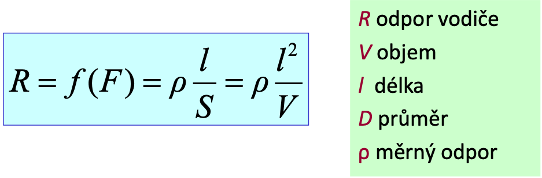 R = f(F) = ρ l/S = ρ l²/V
R odpor vodiče
V objem
l délka
D průměr
ρ měrný odpor